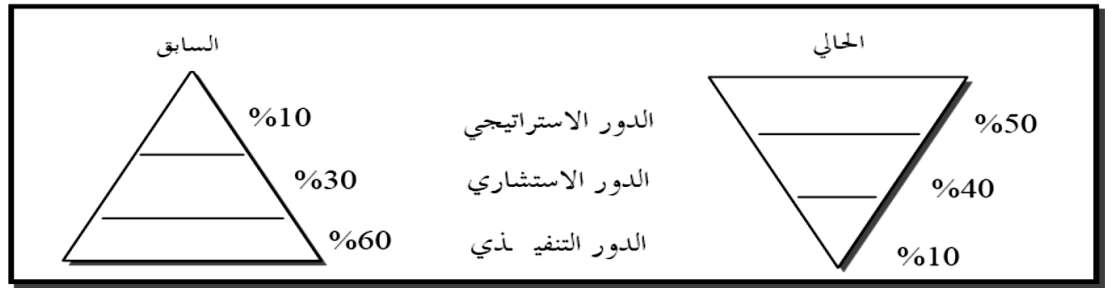 الحالي
السابق
%50 الدور الاستراتيجي %10
%40 الدور الاستشاري %30
%10 الدور التنفيذي %60